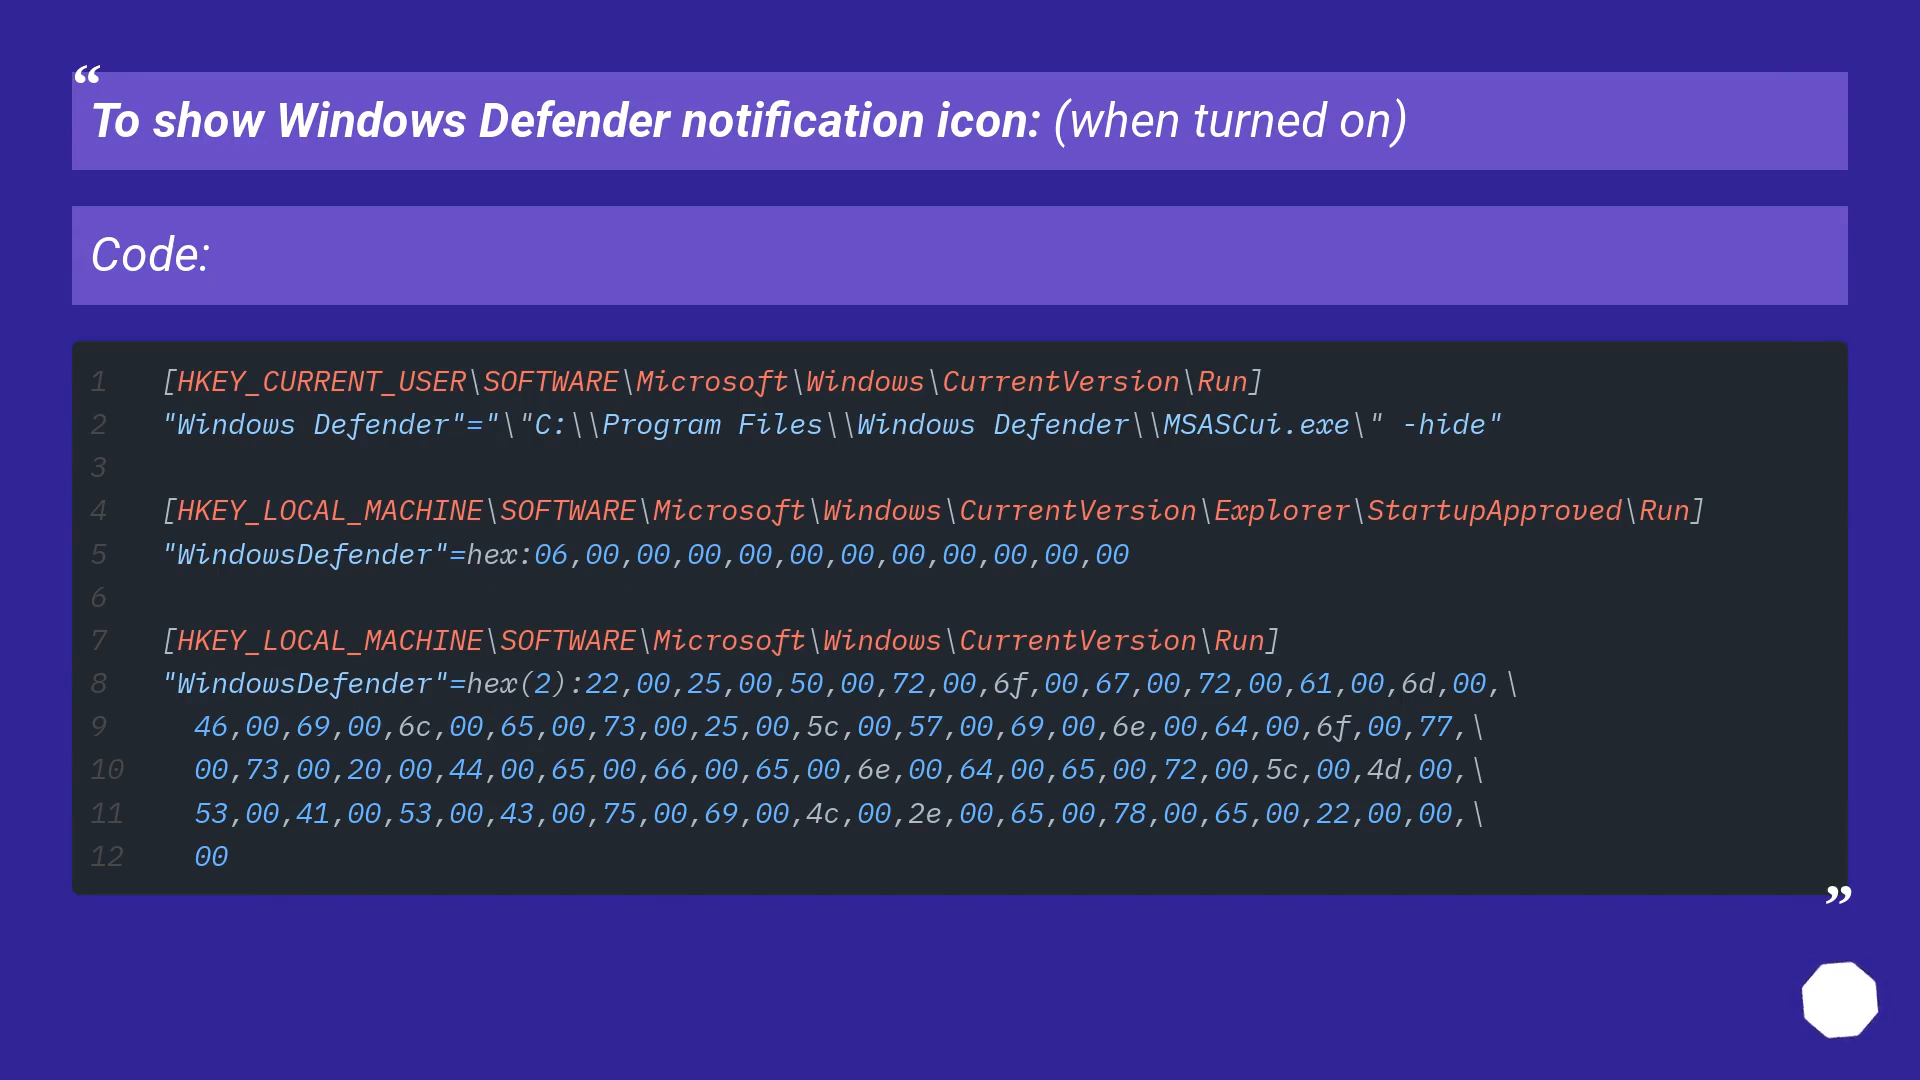 “
To show Windows Defender notification icon: (when turned on)
Code:
1 [HKEY_CURRENT_USER\SOFTWARE\Microsoft\Windows\CurrentVersion\Run]
2 "Windows Defender"="\"C:\\Program Files\\Windows Defender\\MSASCui.exe\" -hide"
3
4 [HKEY_LOCAL_MACHINE\SOFTWARE\Microsoft\Windows\CurrentVersion\Explorer\StartupApproved\Run]
5 "WindowsDefender"=hex:06,00,00,00,00,00,00,00,00,00,00,00
6
7 [HKEY_LOCAL_MACHINE\SOFTWARE\Microsoft\Windows\CurrentVersion\Run]
8 "WindowsDefender"=hex(2):22,00,25,00,50,00,72,00,6f,00,67,00,72,00,61,00,6d,00,\
9 46,00,69,00,6c,00,65,00,73,00,25,00,5c,00,57,00,69,00,6e,00,64,00,6f,00,77,\
10 00,73,00,20,00,44,00,65,00,66,00,65,00,6e,00,64,00,65,00,72,00,5c,00,4d,00,\
11 53,00,41,00,53,00,43,00,75,00,69,00,4c,00,2e,00,65,00,78,00,65,00,22,00,00,\
12 00
”